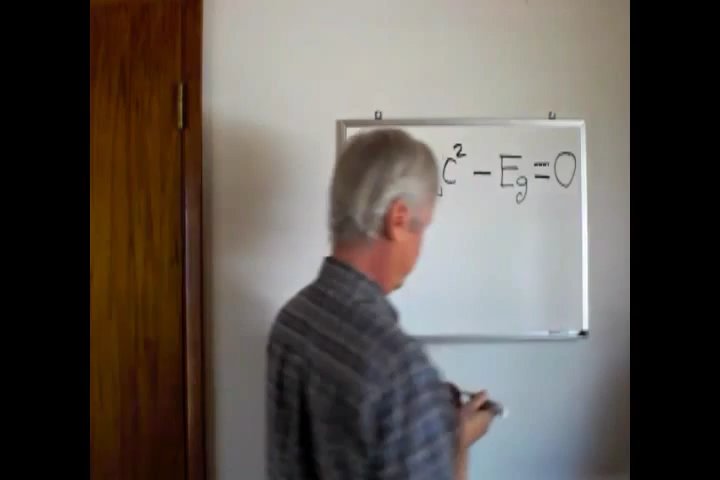 C² - Eg = 0